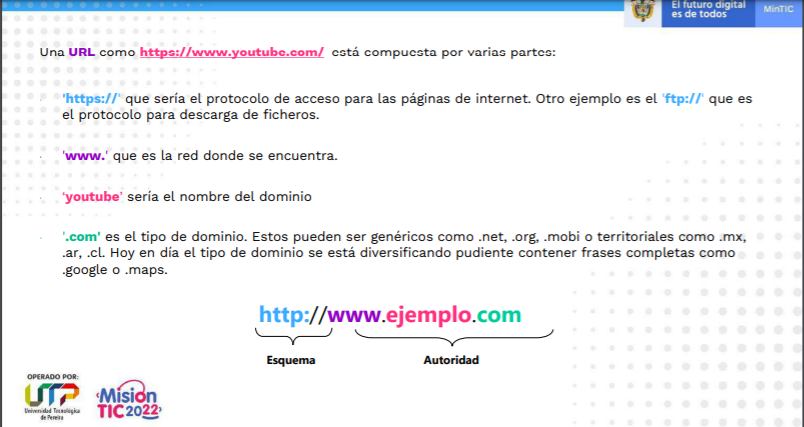 El futuro digital
es de todos
MinTIC
Una URL como https://www.youtube.com/ está compuesta por varias partes:
'https://' que sería el protocolo de acceso para las páginas de internet. Otro ejemplo es el 'ftp://' que es
el protocolo para descarga de ficheros.
'www.' que es la red donde se encuentra.
'youtube' sería el nombre del dominio
'.com' es el tipo de dominio. Estos pueden ser genéricos como .net, .org, .mobi o territoriales como .mx,
.ar, .cl. Hoy en día el tipo de dominio se está diversificando pudiente contener frases completas como
.google o .maps.
http://www.ejemplo.com
Esquema
Autoridad
OPERADO POR:
UTP
Universidad Tecnológica
de Pereira
Misión
TIC2022